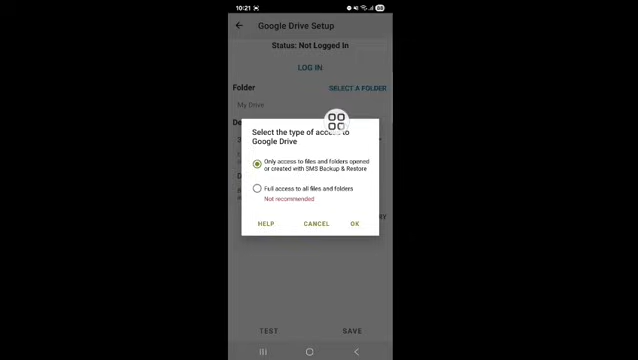 10:21
Google Drive Setup
Status: Not Logged In
LOG IN
Folder
SELECT A FOLDER
My Drive
Select the type of access to
Google Drive
Only access to files and folders opened
or created with SMS Backup & Restore
Full access to all files and folders
Not recommended
HELP
CANCEL
OK
TEST
SAVE